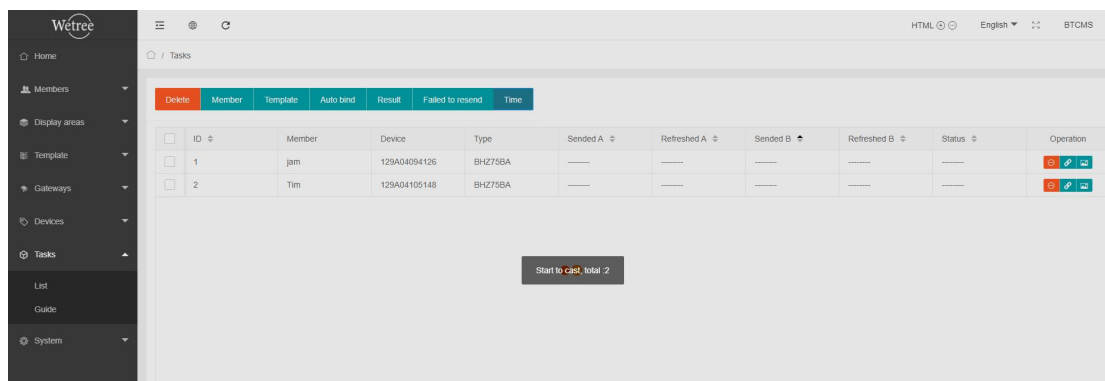 Wetree
HTML English BTCMS
Home
/ Tasks
Members
Delete Member Template Auto bind Result Failed to resend Time
Display areas
ID Member Device Type Sended A Refreshed A Sended B Refreshed B Status Operation
Template
1 jam 129A04094126 BHZ75BA -------- -------- -------- -------- --------
Gateways
2 Tim 129A04105148 BHZ75BA -------- -------- -------- -------- --------
Devices
Tasks
Start to cast, total :2
List
Guide
System